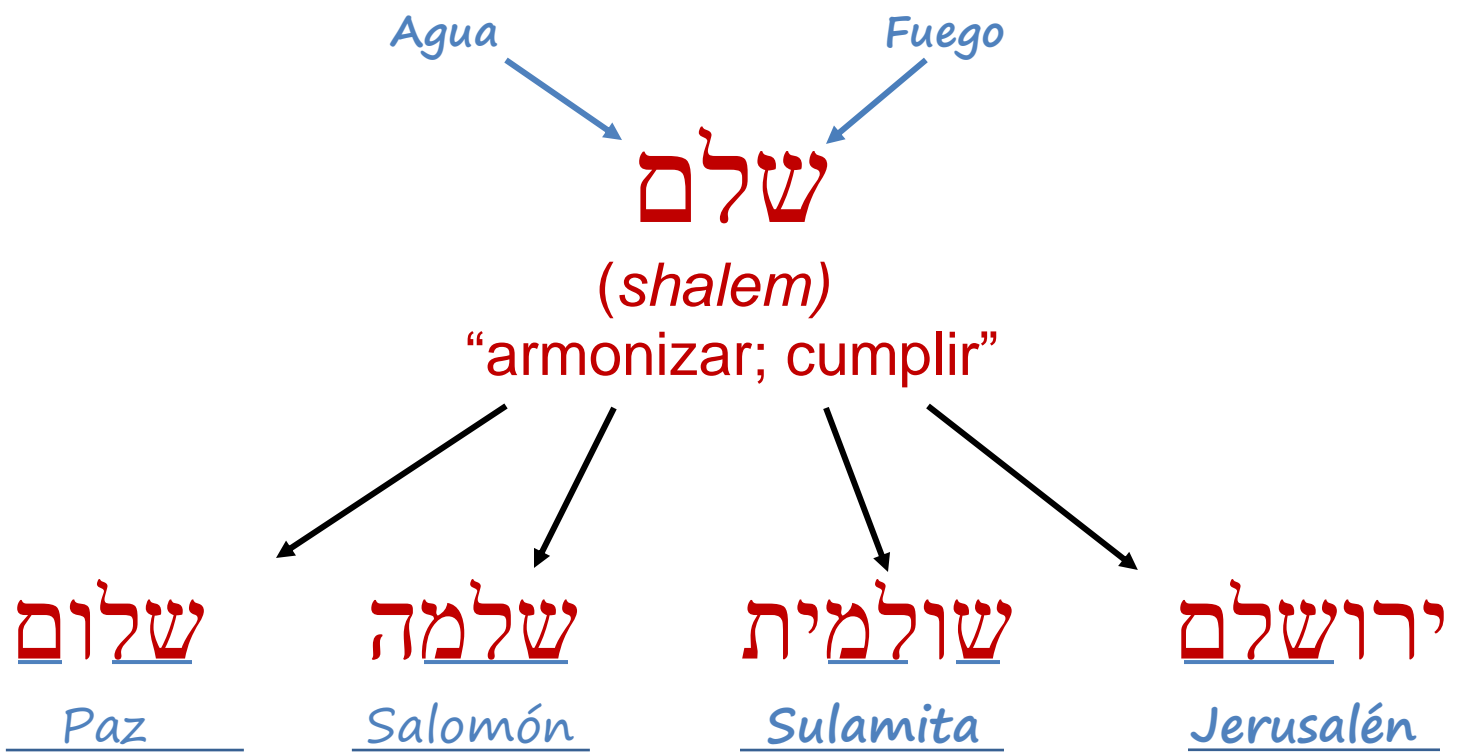 Agua Fuego
שלם
(shalem)
“armonizar; cumplir”
שלום שלמה שולמית ירושלם
Paz Salomón Sulamita Jerusalén